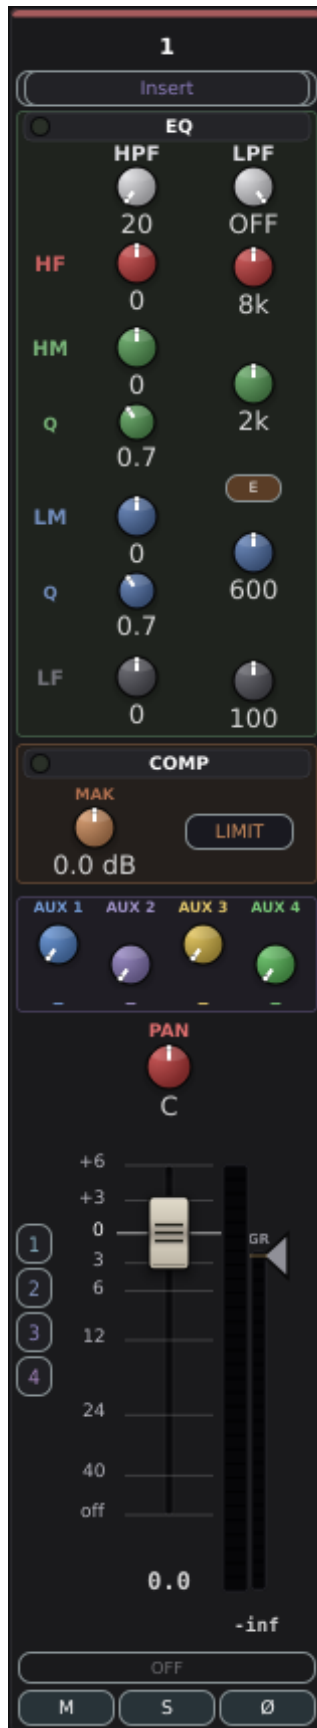 1
Insert
EQ
HPF LPF
20 OFF
HF
0 8k
HM
0 2k
Q
0.7
E
LM
0 600
Q
0.7
LF
0 100
COMP
MAK
LIMIT
0.0 dB
AUX 1 AUX 2 AUX 3 AUX 4
– – – –
PAN
C
+6
+3
0
GR
1
3
2
6
3
12
4
24
40
off
0.0
-inf
OFF
M S Ø